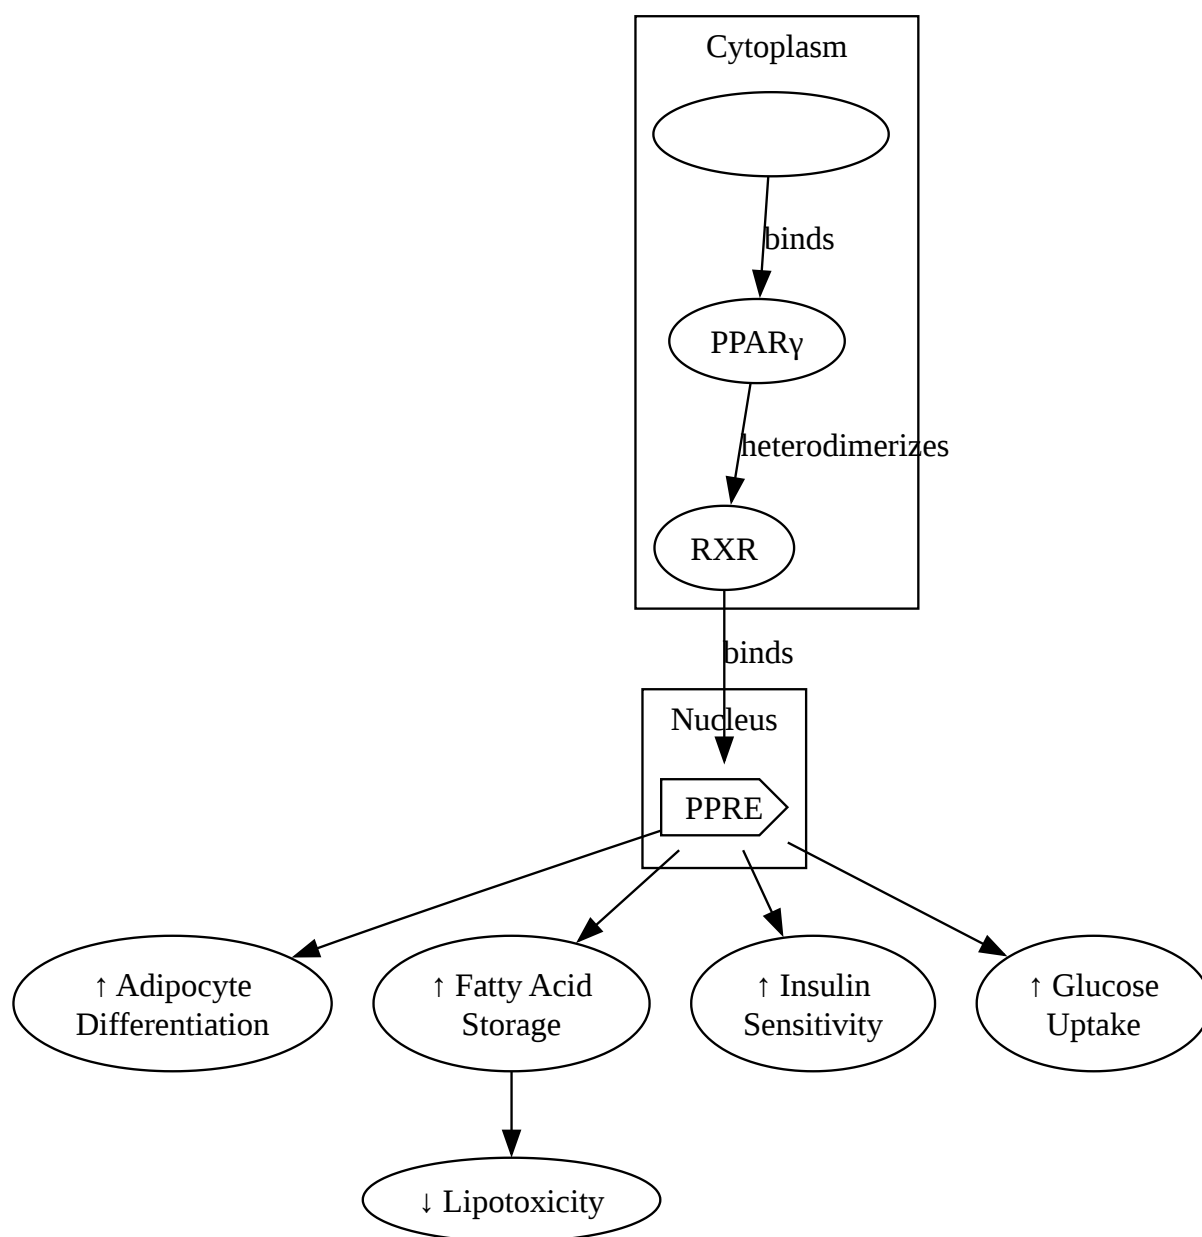 Cytoplasm
binds
PPARγ
heterodimerizes
RXR
binds
Nucleus
PPRE
↑ Adipocyte
Differentiation
↑ Fatty Acid
Storage
↑ Insulin
Sensitivity
↑ Glucose
Uptake
↓ Lipotoxicity